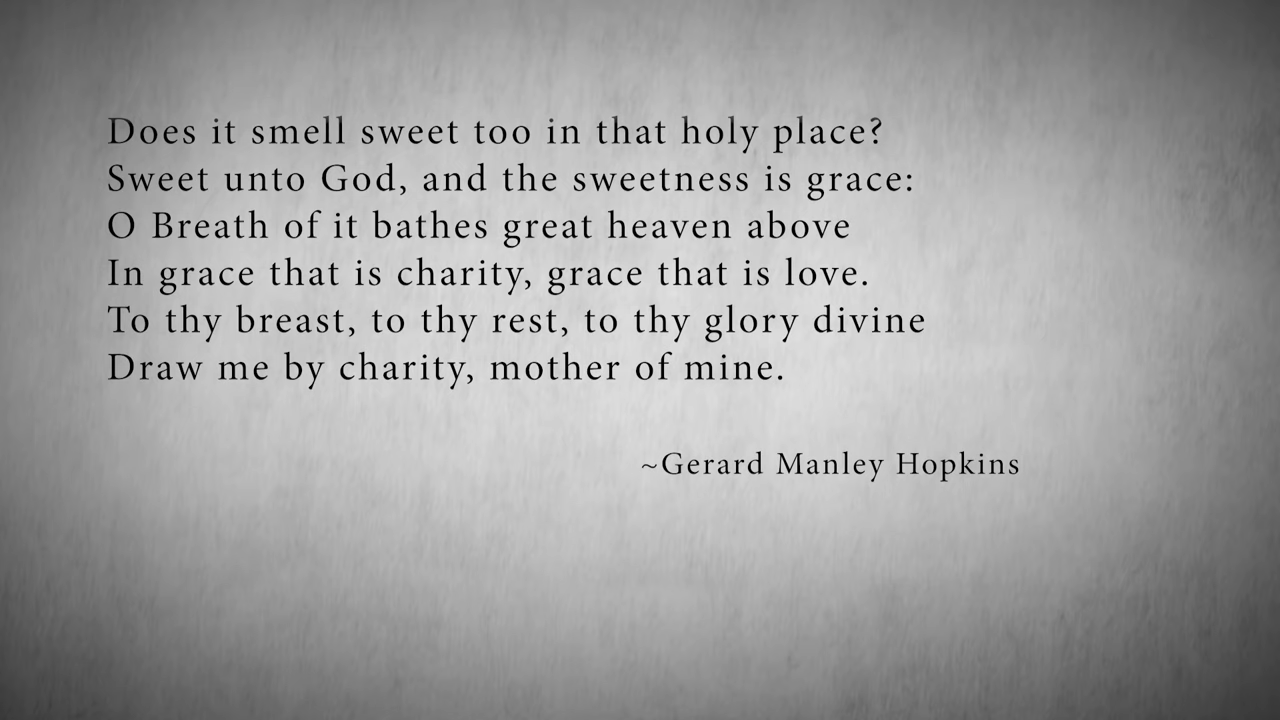 Does it smell sweet too in that holy place?
Sweet unto God, and the sweetness is grace:
O Breath of it bathes great heaven above
In grace that is charity, grace that is love.
To thy breast, to thy rest, to thy glory divine
Draw me by charity, mother of mine.
~Gerard Manley Hopkins